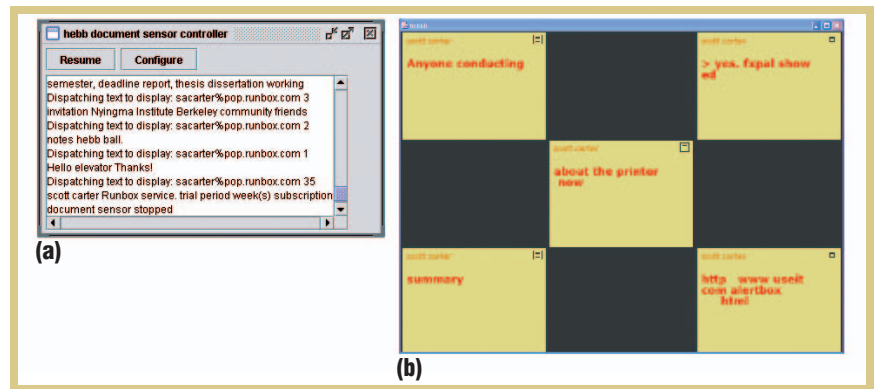 hebb document sensor controller
Resume Configure
semester, deadline report, thesis dissertation working
Dispatching text to display: sacarter%pop.runbox.com 3
invitation Nyingma Institute Berkeley community friends
Dispatching text to display: sacarter%pop.runbox.com 2
notes hebb ball.
Dispatching text to display: sacarter%pop.runbox.com 1
Hello elevator Thanks!
Dispatching text to display: sacarter%pop.runbox.com 35
scott carter Runbox service. trial period week(s) subscription
document sensor stopped
(a)
scott carter
Anyone conducting
scott carter
> yes. fxpal show
ed
scott carter
about the printer
now
scott carter
summary
scott carter
http www useit
com alertbox
html
(b)